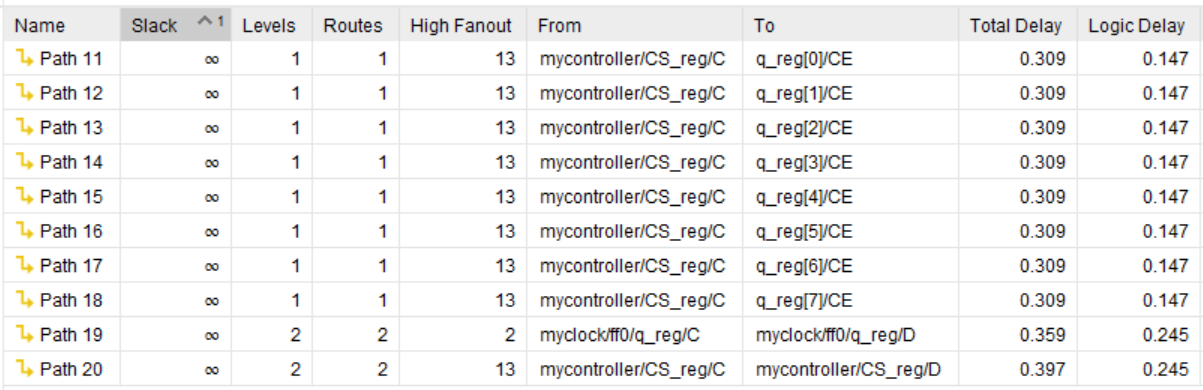 Name Slack 1 Levels Routes High Fanout From To Total Delay Logic Delay
Path 11 ∞ 1 1 13 mycontroller/CS_reg/C q_reg[0]/CE 0.309 0.147
Path 12 ∞ 1 1 13 mycontroller/CS_reg/C q_reg[1]/CE 0.309 0.147
Path 13 ∞ 1 1 13 mycontroller/CS_reg/C q_reg[2]/CE 0.309 0.147
Path 14 ∞ 1 1 13 mycontroller/CS_reg/C q_reg[3]/CE 0.309 0.147
Path 15 ∞ 1 1 13 mycontroller/CS_reg/C q_reg[4]/CE 0.309 0.147
Path 16 ∞ 1 1 13 mycontroller/CS_reg/C q_reg[5]/CE 0.309 0.147
Path 17 ∞ 1 1 13 mycontroller/CS_reg/C q_reg[6]/CE 0.309 0.147
Path 18 ∞ 1 1 13 mycontroller/CS_reg/C q_reg[7]/CE 0.309 0.147
Path 19 ∞ 2 2 2 myclock/ff0/q_reg/C myclock/ff0/q_reg/D 0.359 0.245
Path 20 ∞ 2 2 13 mycontroller/CS_reg/C mycontroller/CS_reg/D 0.397 0.245